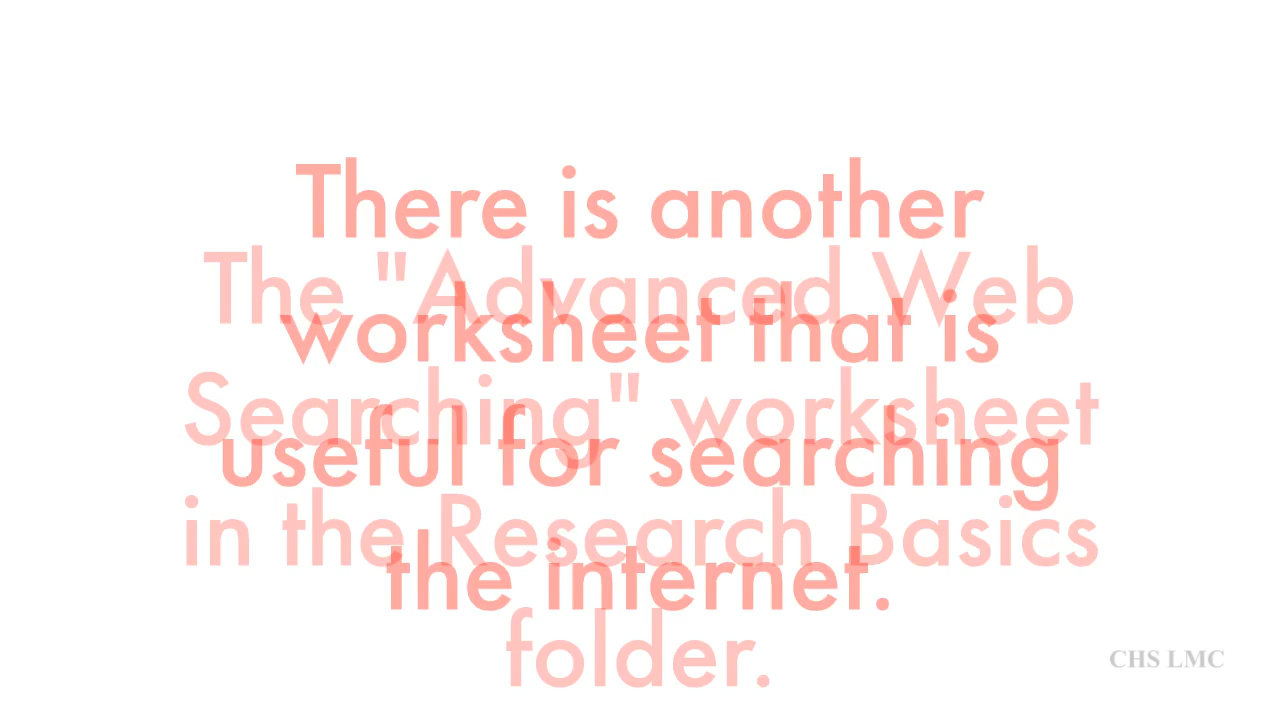 There is another
worksheet that is
useful for searching
the internet.
The "Advanced Web
Searching" worksheet
in the Research Basics
folder.
CHS LMC